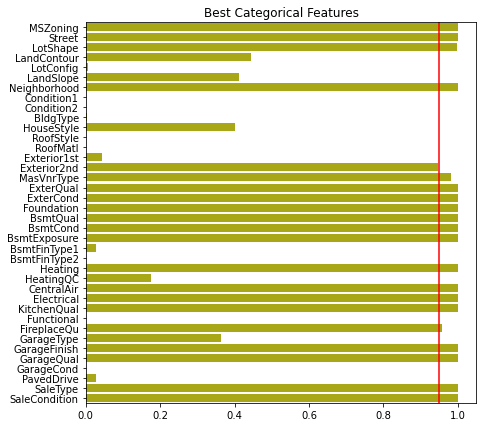 Best Categorical Features
MSZoning
Street
LotShape
LandContour
LotConfig
LandSlope
Neighborhood
Condition1
Condition2
BldgType
HouseStyle
RoofStyle
RoofMatl
Exterior1st
Exterior2nd
MasVnrType
ExterQual
ExterCond
Foundation
BsmtQual
BsmtCond
BsmtExposure
BsmtFinType1
BsmtFinType2
Heating
HeatingQC
CentralAir
Electrical
KitchenQual
Functional
FireplaceQu
GarageType
GarageFinish
GarageQual
GarageCond
PavedDrive
SaleType
SaleCondition
0.0 0.2 0.4 0.6 0.8 1.0